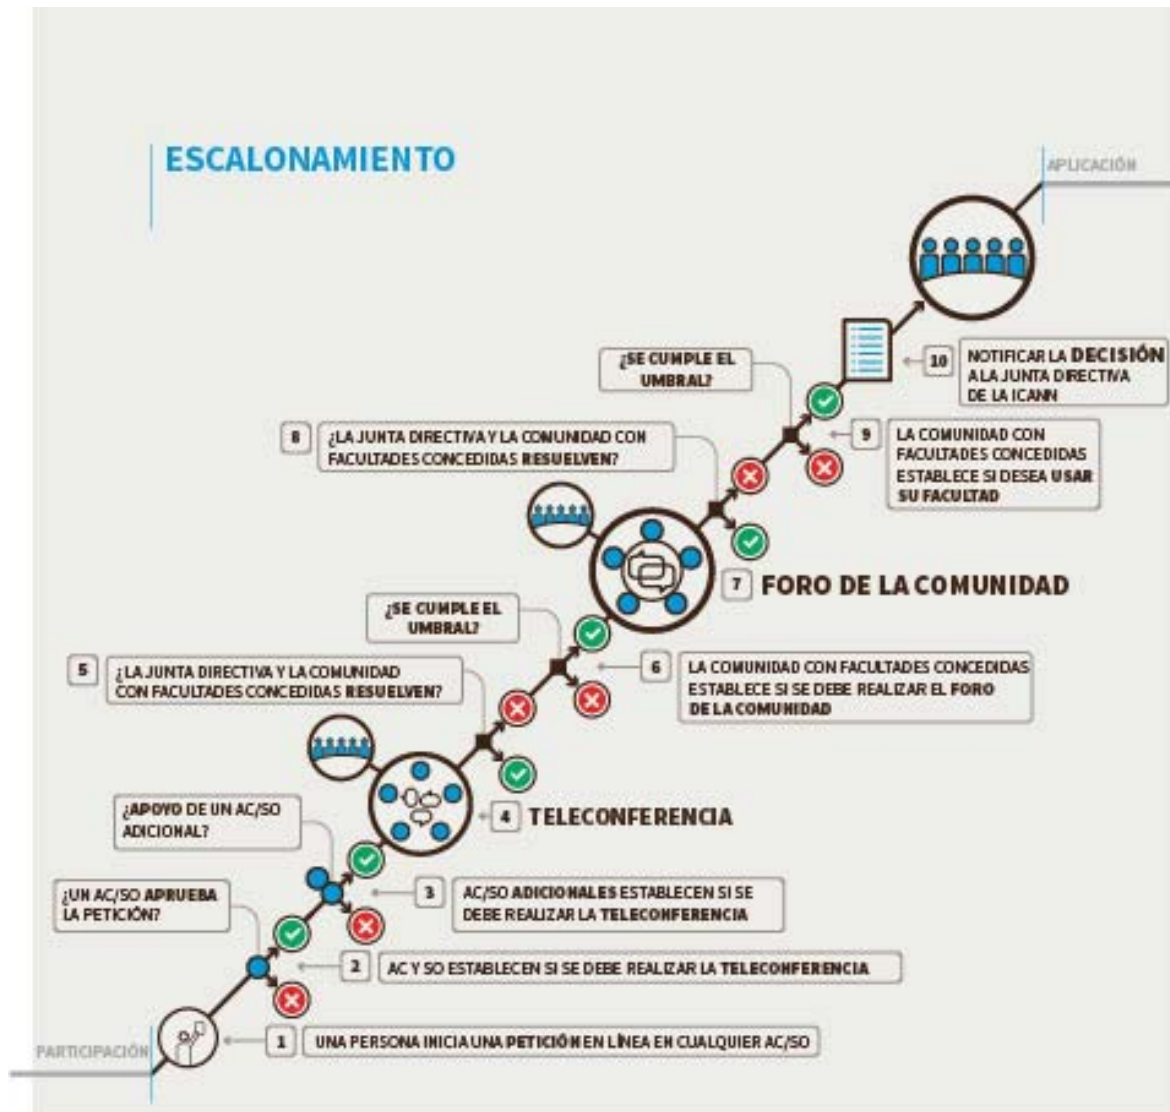 ESCALONAMIENTO
APLICACIÓN
¿SE CUMPLE EL
UMBRAL?
10
NOTIFICAR LA DECISIÓN
A LA JUNTA DIRECTIVA
DE LA ICANN
8
¿LA JUNTA DIRECTIVA Y LA COMUNIDAD CON
FACULTADES CONCEDIDAS RESUELVEN?
9
LA COMUNIDAD CON
FACULTADES CONCEDIDAS
ESTABLECE SI DESEA USAR
SU FACULTAD
7
FORO DE LA COMUNIDAD
¿SE CUMPLE EL
UMBRAL?
5
¿LA JUNTA DIRECTIVA Y LA COMUNIDAD
CON FACULTADES CONCEDIDAS RESUELVEN?
6
LA COMUNIDAD CON FACULTADES CONCEDIDAS
ESTABLECE SI SE DEBE REALIZAR EL FORO
DE LA COMUNIDAD
4
TELECONFERENCIA
¿APOYO DE UN AC/SO
ADICIONAL?
3
AC/SO ADICIONALES ESTABLECEN SI SE
DEBE REALIZAR LA TELECONFERENCIA
¿UN AC/SO APRUEBA
LA PETICIÓN?
2
AC Y SO ESTABLECEN SI SE DEBE REALIZAR LA TELECONFERENCIA
1
UNA PERSONA INICIA UNA PETICIÓN EN LÍNEA EN CUALQUIER AC/SO
PARTICIPACIÓN